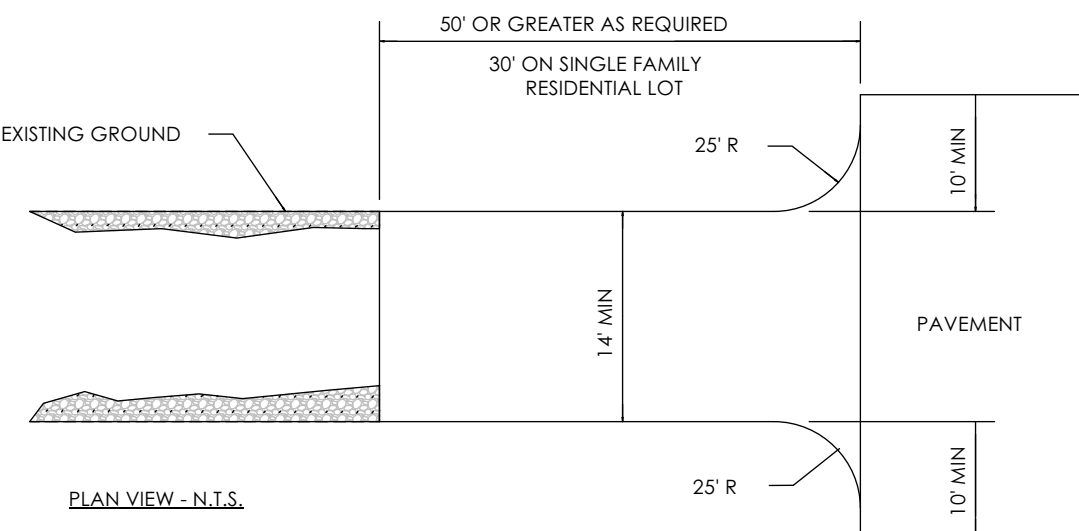 50' OR GREATER AS REQUIRED
30' ON SINGLE FAMILY
RESIDENTIAL LOT
EXISTING GROUND
25' R
10' MIN
14' MIN
PAVEMENT
25' R
10' MIN
PLAN VIEW - N.T.S.